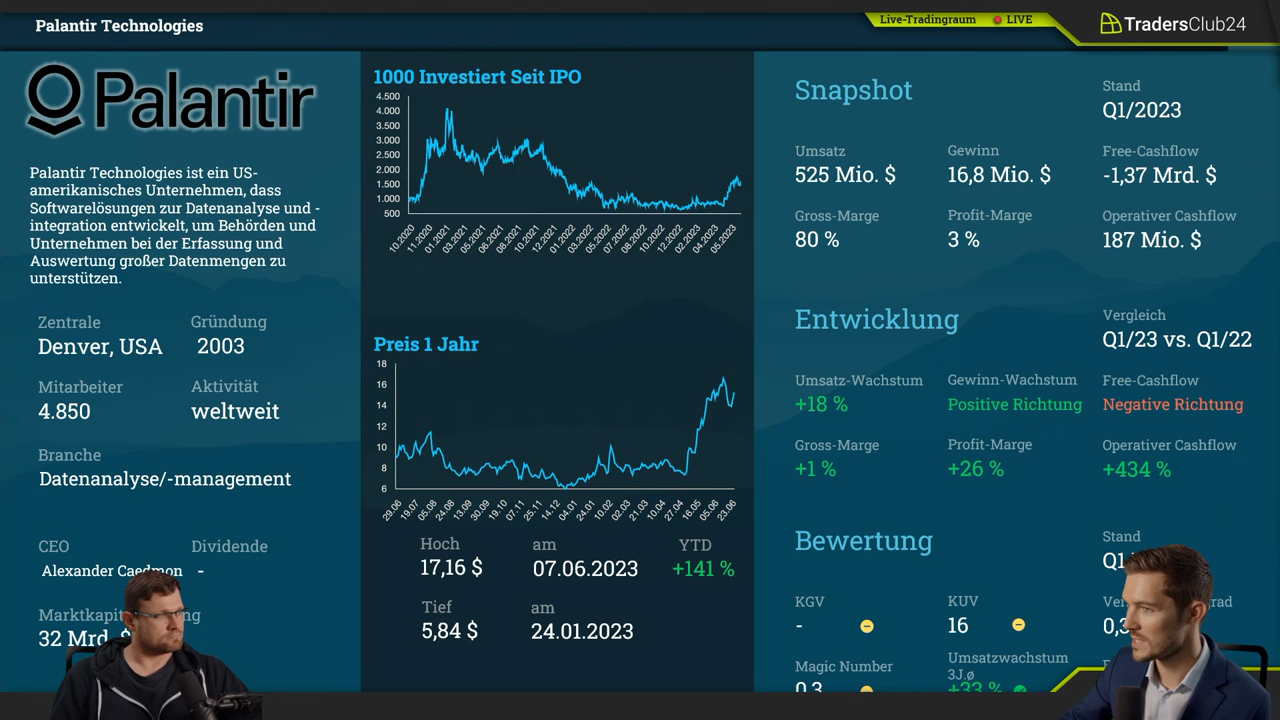 Palantir Technologies
Live-Tradingraum LIVE
TradersClub24
Palantir
Palantir Technologies ist ein US-
amerikanisches Unternehmen, dass
Softwarelösungen zur Datenanalyse und -
integration entwickelt, um Behörden und
Unternehmen bei der Erfassung und
Auswertung großer Datenmengen zu
unterstützen.
Zentrale Gründung
Denver, USA 2003
Mitarbeiter Aktivität
4.850 weltweit
Branche
Datenanalyse/-management
CEO Dividende
Alexander Caedmon -
32 Mrd.
1000 Investiert Seit IPO
4.500
4.000
3.000
2.500
2.000
1.500
1.000
500
10.2020 11.2020 01.2021 03.2021 05.2021 06.2021 08.2021 10.2021 12.2021 01.2022 03.2022 05.2022 07.2022 08.2022 10.2022 12.2022 02.2023 04.2023 05.2023
Preis 1 Jahr
18
16
14
12
10
8
6
29.06 19.07 05.08 24.08 13.09 30.09 19.10 07.11 25.11 14.12 04.01 24.01 10.02 02.03 21.03 10.04 27.04 16.05 05.06 23.06
Hoch am YTD
17,16 $ 07.06.2023 +141 %
Tief am
5,84 $ 24.01.2023
Snapshot
Stand
Q1/2023
Umsatz Gewinn Free-Cashflow
525 Mio. $ 16,8 Mio. $ -1,37 Mrd. $
Gross-Marge Profit-Marge Operativer Cashflow
80 % 3 % 187 Mio. $
Entwicklung
Vergleich
Q1/23 vs. Q1/22
Umsatz-Wachstum Gewinn-Wachstum Free-Cashflow
+18 % Positive Richtung Negative Richtung
Gross-Marge Profit-Marge Operativer Cashflow
+1 % +26 % +434 %
Bewertung
Stand
KGV KUV
- 16
Magic Number Umsatzwachstum
3J.ø
0,3 +33 %